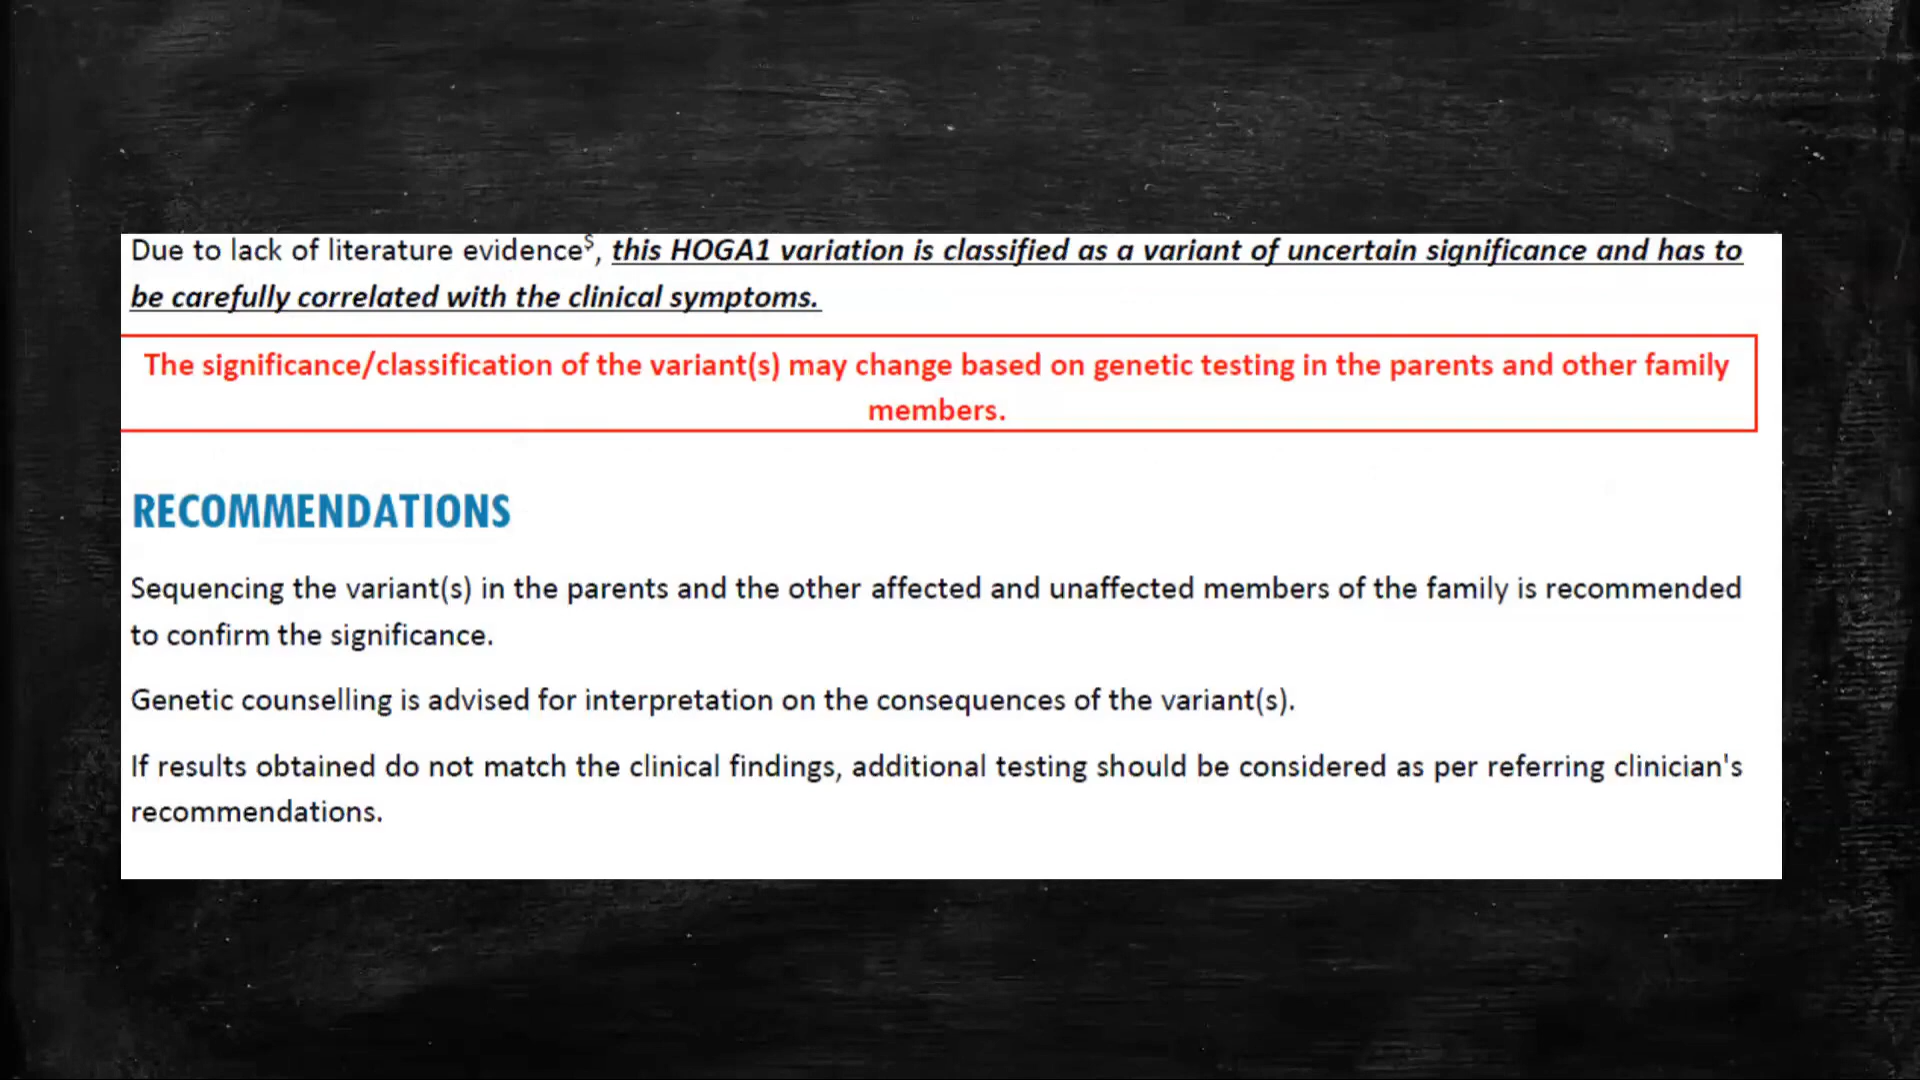 Due to lack of literature evidence$, this HOGA1 variation is classified as a variant of uncertain significance and has to
be carefully correlated with the clinical symptoms.
The significance/classification of the variant(s) may change based on genetic testing in the parents and other family
members.
RECOMMENDATIONS
Sequencing the variant(s) in the parents and the other affected and unaffected members of the family is recommended
to confirm the significance.
Genetic counselling is advised for interpretation on the consequences of the variant(s).
If results obtained do not match the clinical findings, additional testing should be considered as per referring clinician's
recommendations.